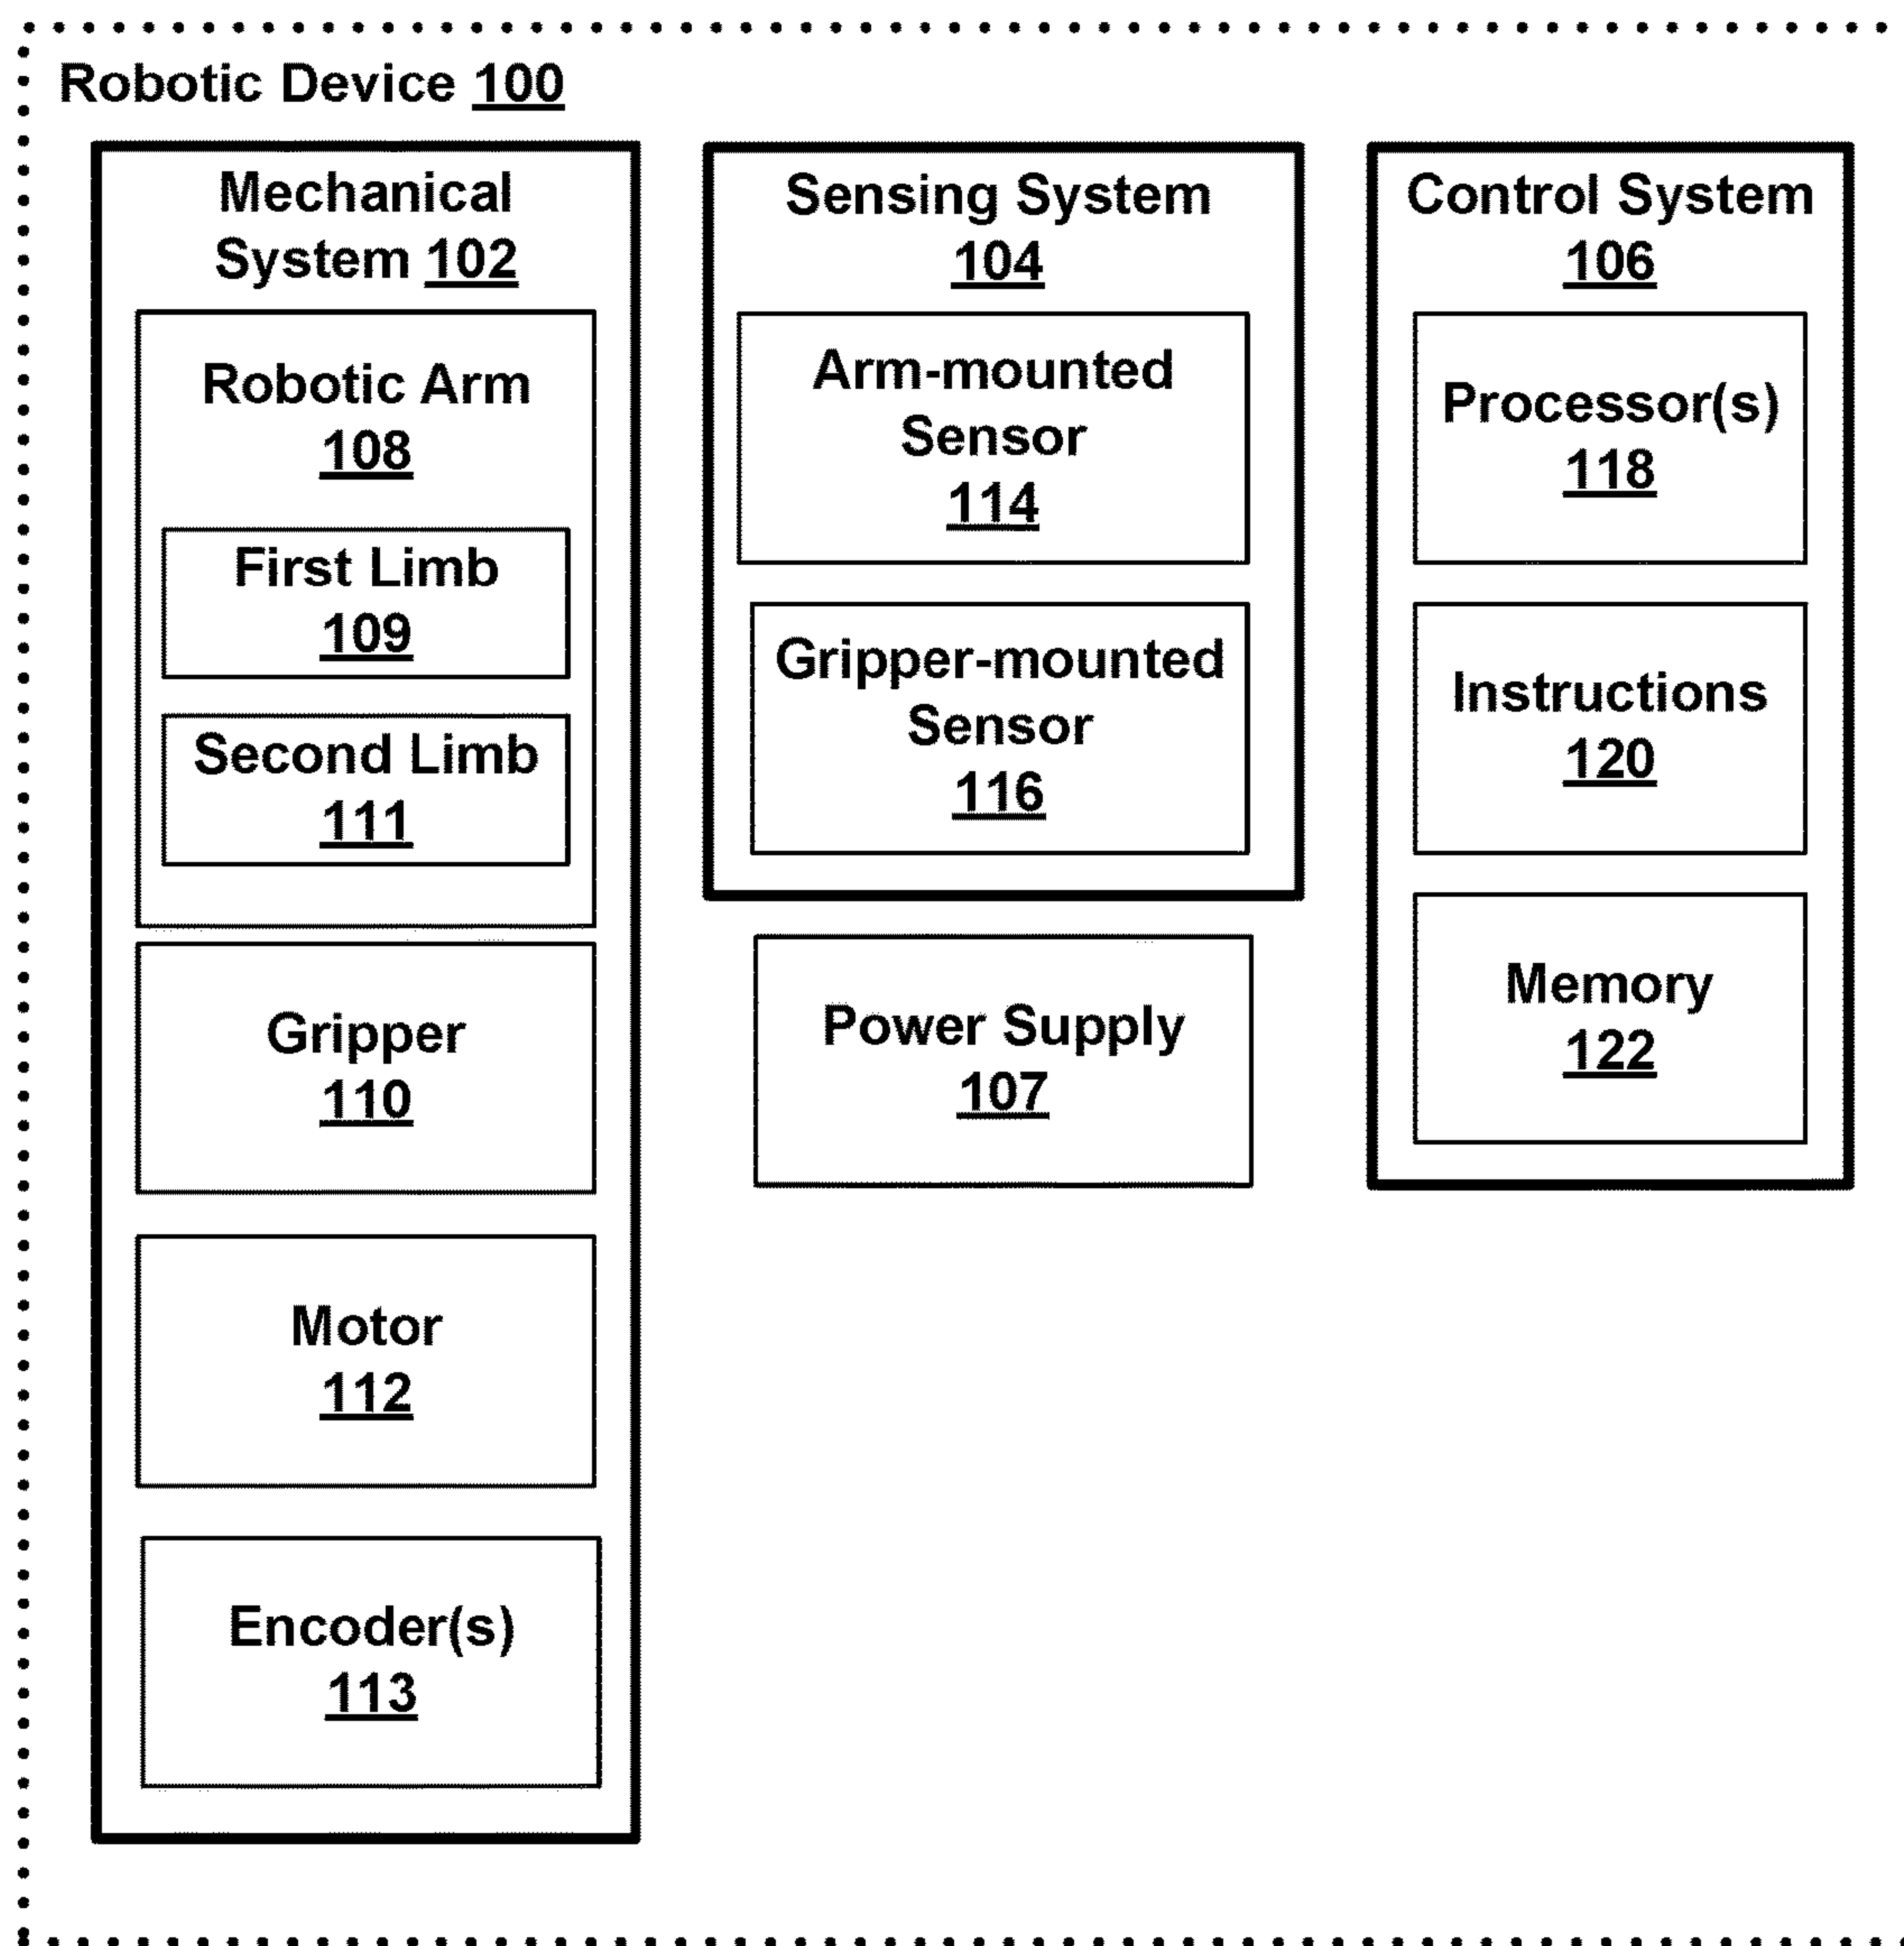 Robotic Device 100
Mechanical
System 102
Robotic Arm
108
First Limb
109
Second Limb
111
Gripper
110
Motor
112
Encoder(s)
113
Sensing System
104
Arm-mounted
Sensor
114
Gripper-mounted
Sensor
116
Power Supply
107
Control System
106
Processor(s)
118
Instructions
120
Memory
122